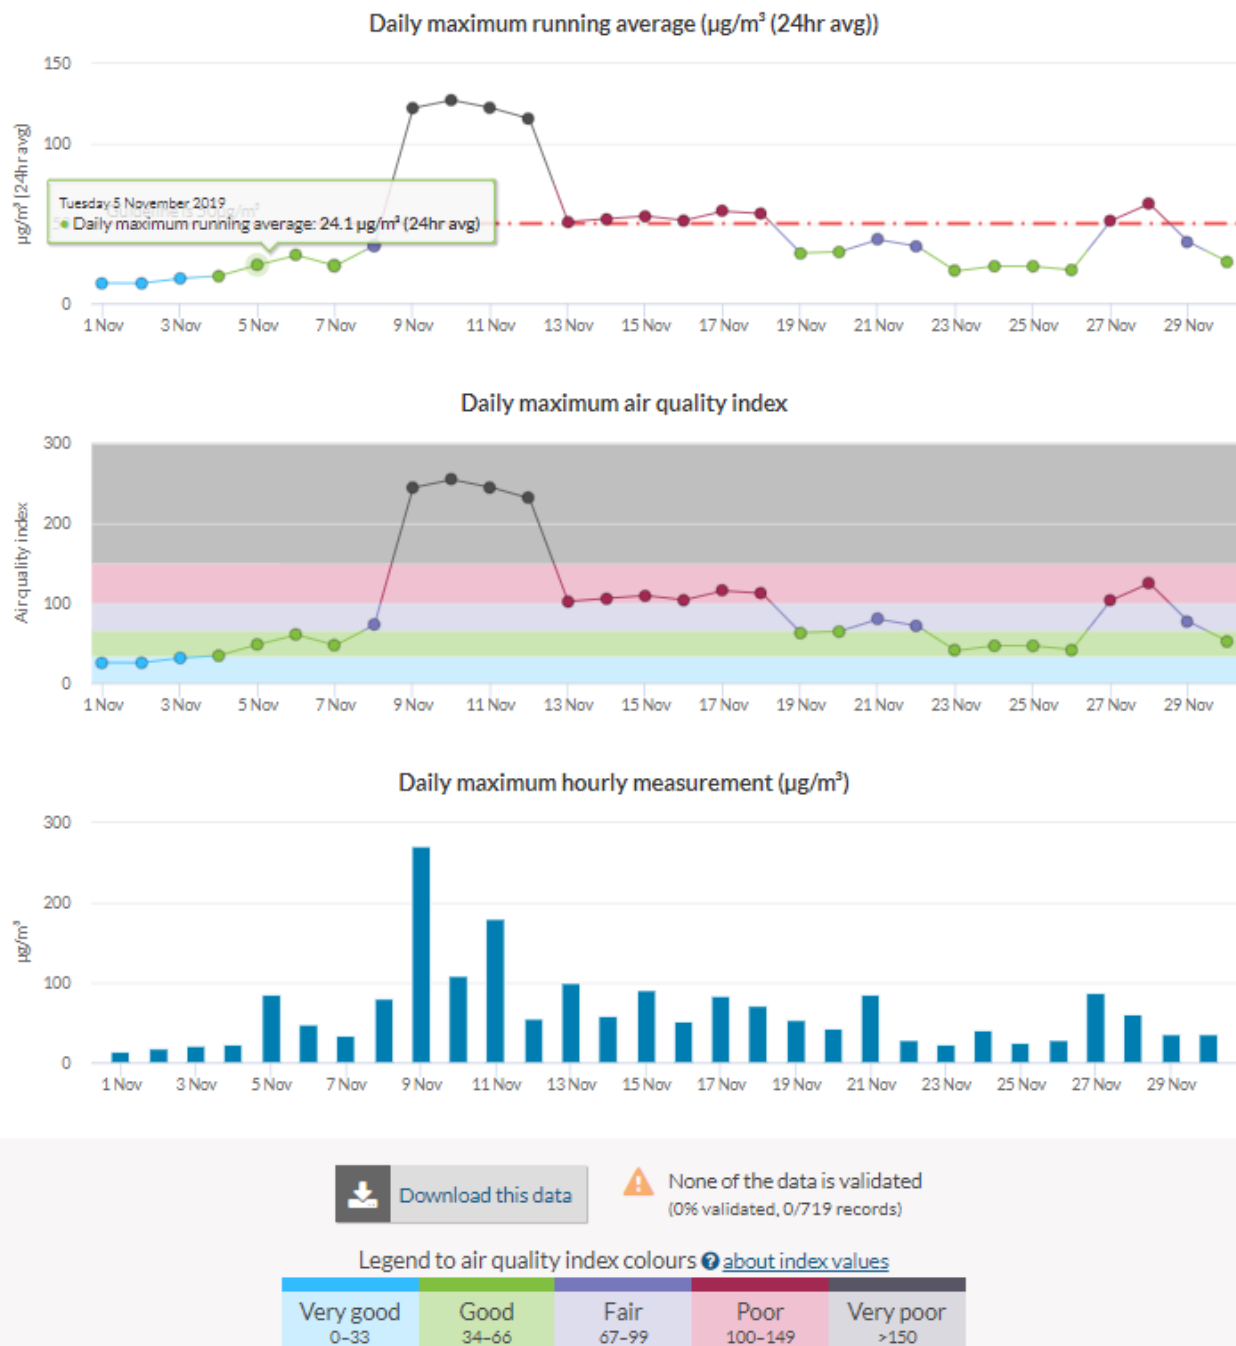 Daily maximum running average (µg/m³ (24hr avg))
µg/m³ (24hr avg)
150
100
50
0
Guideline is 50µg/m³
Tuesday 5 November 2019
● Daily maximum running average: 24.1 µg/m³ (24hr avg)
1 Nov 3 Nov 5 Nov 7 Nov 9 Nov 11 Nov 13 Nov 15 Nov 17 Nov 19 Nov 21 Nov 23 Nov 25 Nov 27 Nov 29 Nov
Daily maximum air quality index
Air quality index
300
200
100
0
1 Nov 3 Nov 5 Nov 7 Nov 9 Nov 11 Nov 13 Nov 15 Nov 17 Nov 19 Nov 21 Nov 23 Nov 25 Nov 27 Nov 29 Nov
Daily maximum hourly measurement (µg/m³)
µg/m³
300
200
100
0
1 Nov 3 Nov 5 Nov 7 Nov 9 Nov 11 Nov 13 Nov 15 Nov 17 Nov 19 Nov 21 Nov 23 Nov 25 Nov 27 Nov 29 Nov
Download this data
None of the data is validated
(0% validated, 0/719 records)
Legend to air quality index colours ? about index values
Very good Good Fair Poor Very poor
0–33 34–66 67–99 100–149 >150